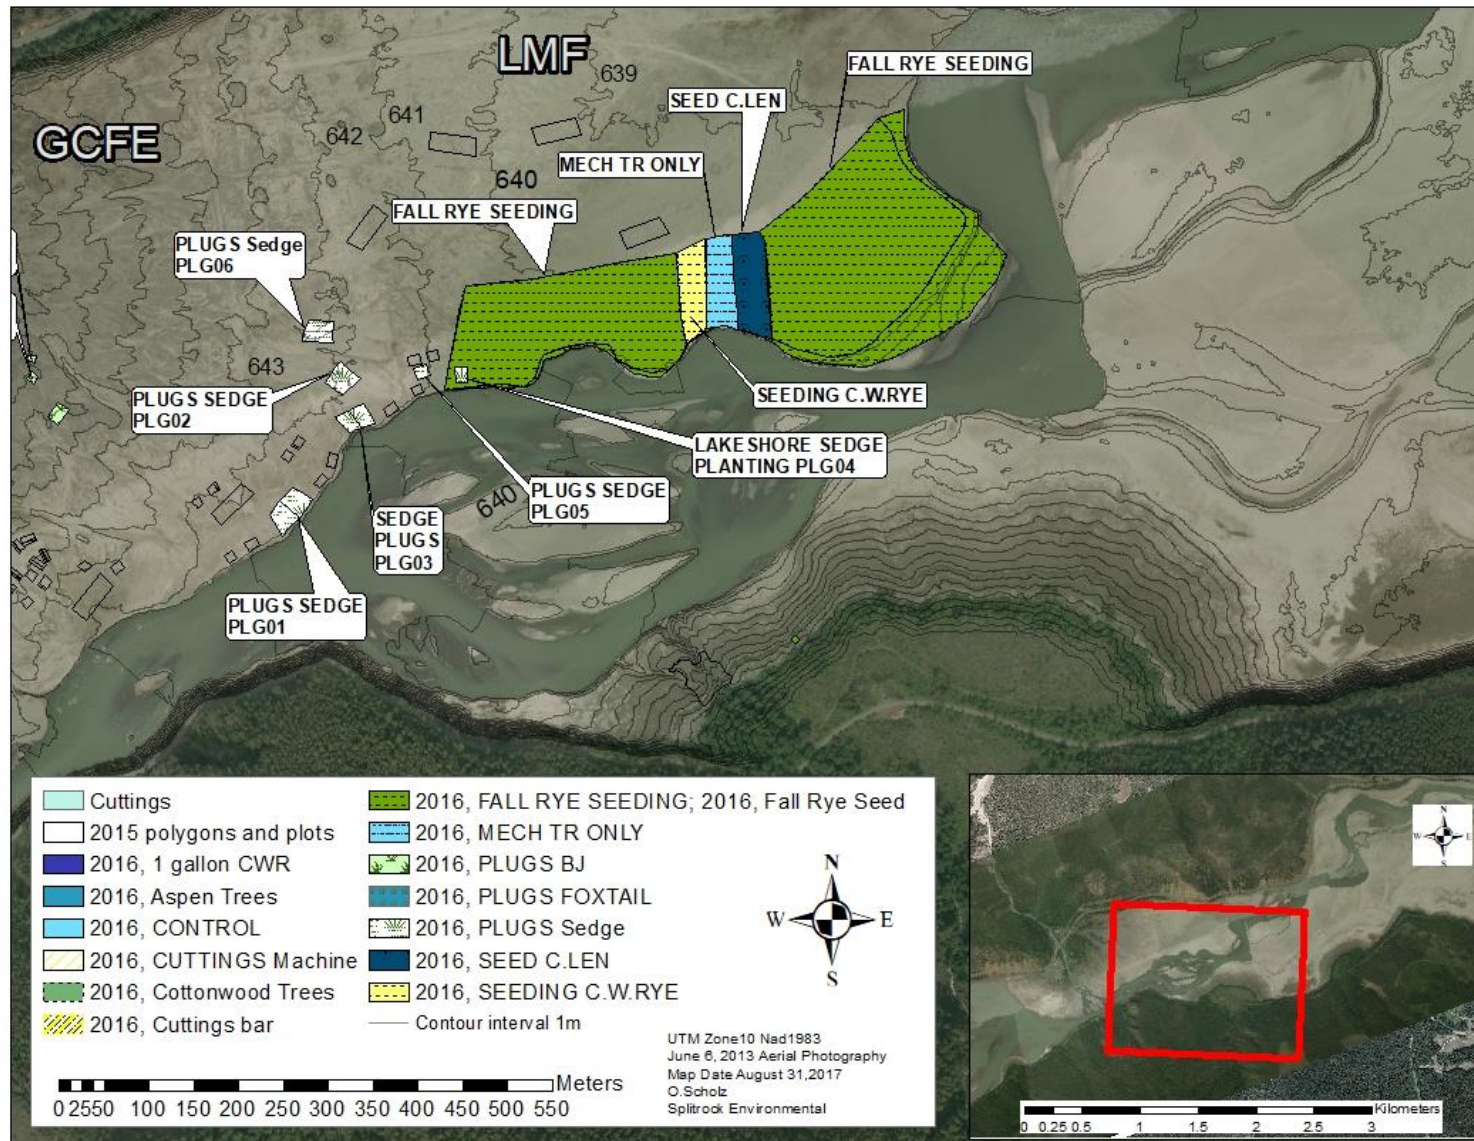 LMF
639
FALL RYE SEEDING
SEED C.LEN
641
642
GCFE
MECH TR ONLY
640
FALL RYE SEEDING
PLUGS Sedge
PLG06
643
PLUGS SEDGE
PLG02
SEEDING C.W.RYE
LAKESHORE SEDGE
PLANTING PLG04
640
PLUGS SEDGE
PLG05
SEDGE
PLUGS
PLG03
PLUGS SEDGE
PLG01
Cuttings
2015 polygons and plots
2016, 1 gallon CWR
2016, Aspen Trees
2016, CONTROL
2016, CUTTINGS Machine
2016, Cottonwood Trees
2016, Cuttings bar
2016, FALL RYE SEEDING; 2016, Fall Rye Seed
2016, MECH TR ONLY
2016, PLUGS BJ
2016, PLUGS FOXTAIL
2016, PLUGS Sedge
2016, SEED C.LEN
2016, SEEDING C.W.RYE
Contour interval 1m
N
W E
S
UTM Zone10 Nad1983
June 6, 2013 Aerial Photography
Map Date August 31,2017
O.Scholz
Splitrock Environmental
Meters
0 2550 100 150 200 250 300 350 400 450 500 550
N
W E
S
Kilometers
0 0.25 0.5 1 1.5 2 2.5 3